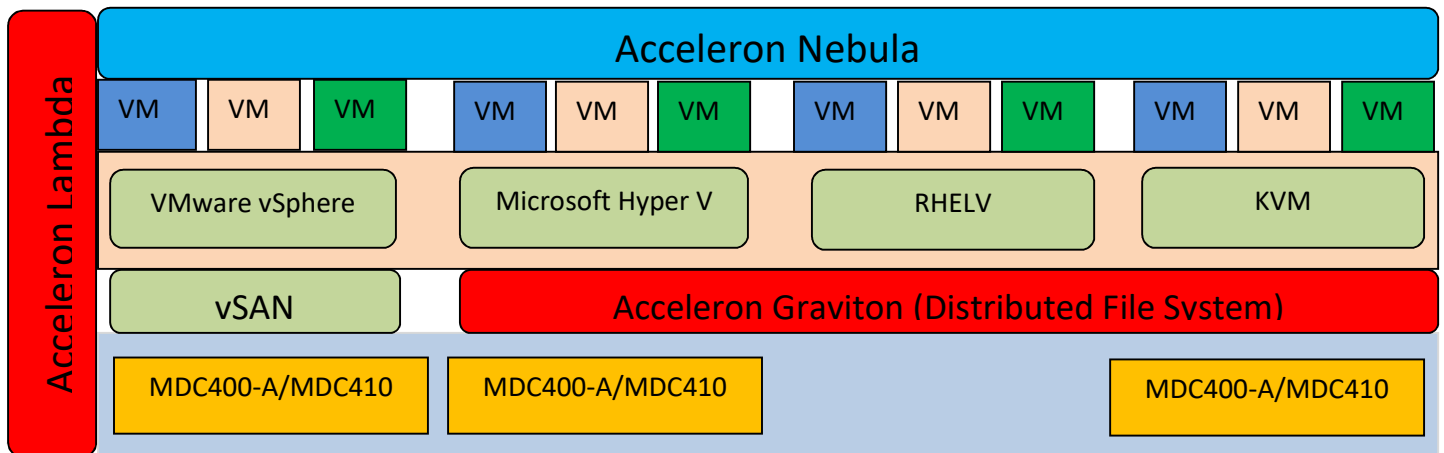 Acceleron Lambda
Acceleron Nebula
VM VM VM VM VM VM VM VM VM VM VM VM
VMware vSphere Microsoft Hyper V RHELV KVM
vSAN Acceleron Graviton (Distributed File System)
MDC400-A/MDC410 MDC400-A/MDC410 MDC400-A/MDC410